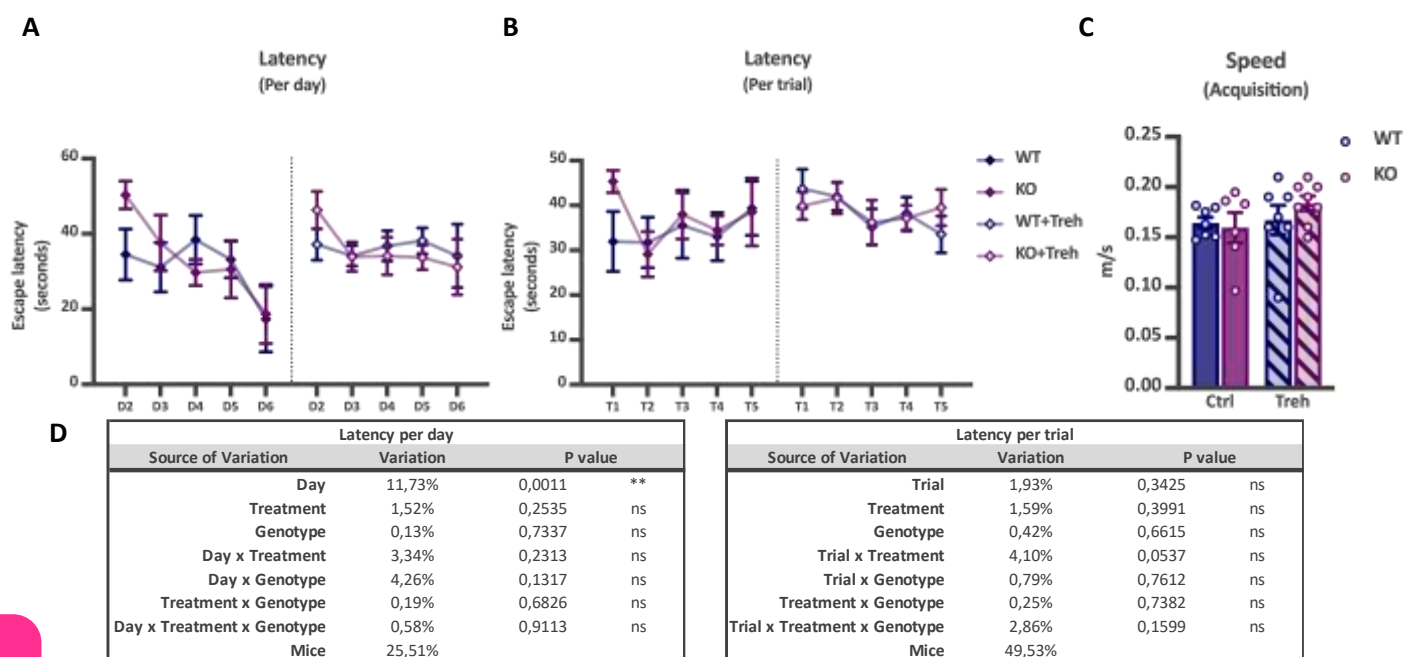 A
B
C
Latency
(Per day)
Latency
(Per trial)
Speed
(Acquisition)
Escape latency
(seconds)
60
40
20
0
D2 D3 D4 D5 D6 D2 D3 D4 D5 D6
Escape latency
(seconds)
50
40
30
20
10
0
T1 T2 T3 T4 T5 T1 T2 T3 T4 T5
WT
KO
WT+Treh
KO+Treh
m/s
0.25
0.20
0.15
0.10
0.05
0.00
Ctrl Treh
WT
KO
D
Latency per day
Source of Variation Variation P value
Day 11,73% 0,0011 **
Treatment 1,52% 0,2535 ns
Genotype 0,13% 0,7337 ns
Day x Treatment 3,34% 0,2313 ns
Day x Genotype 4,26% 0,1317 ns
Treatment x Genotype 0,19% 0,6826 ns
Day x Treatment x Genotype 0,58% 0,9113 ns
Mice 25,51%
Latency per trial
Source of Variation Variation P value
Trial 1,93% 0,3425 ns
Treatment 1,59% 0,3991 ns
Genotype 0,42% 0,6615 ns
Trial x Treatment 4,10% 0,0537 ns
Trial x Genotype 0,79% 0,7612 ns
Treatment x Genotype 0,25% 0,7382 ns
Trial x Treatment x Genotype 2,86% 0,1599 ns
Mice 49,53%